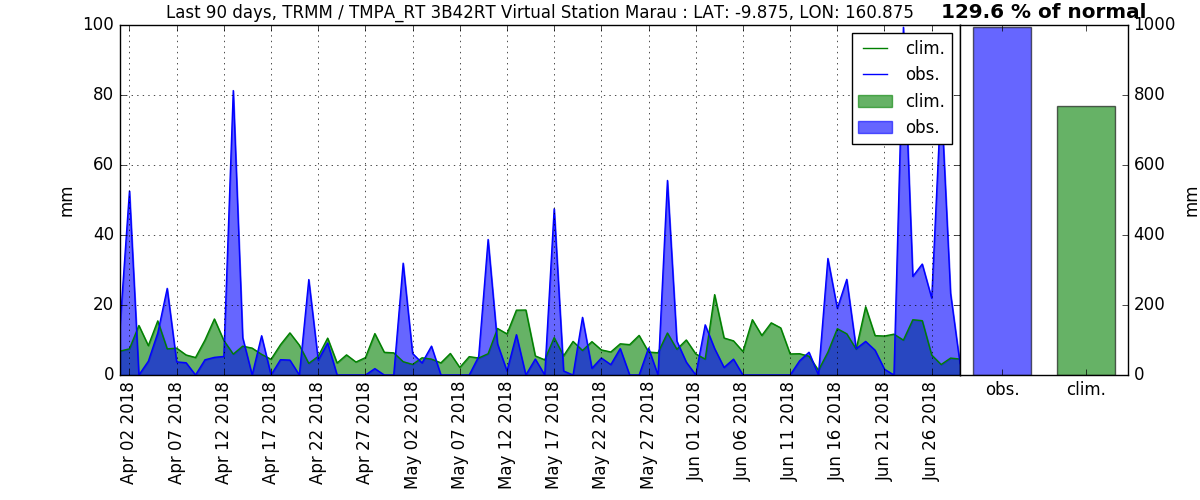 Last 90 days, TRMM / TMPA_RT 3B42RT Virtual Station Marau : LAT: -9.875, LON: 160.875
129.6 % of normal
100
80
60
40
20
0
mm
clim.
obs.
clim.
obs.
1000
800
600
400
200
0
mm
Apr 02 2018
Apr 07 2018
Apr 12 2018
Apr 17 2018
Apr 22 2018
Apr 27 2018
May 02 2018
May 07 2018
May 12 2018
May 17 2018
May 22 2018
May 27 2018
Jun 01 2018
Jun 06 2018
Jun 11 2018
Jun 16 2018
Jun 21 2018
Jun 26 2018
obs.
clim.